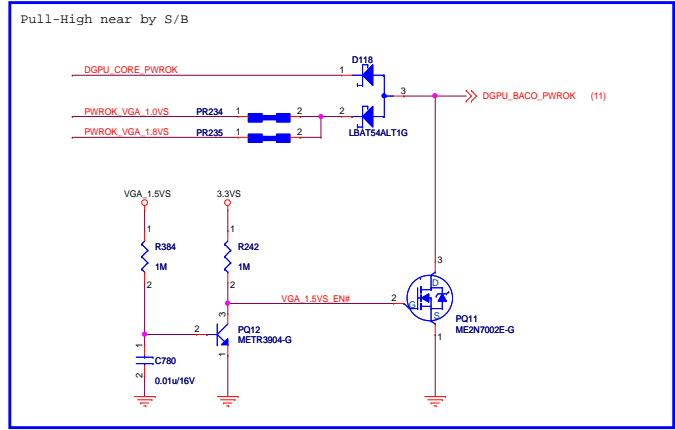 Pull-High near by S/B
D118
DGPU_CORE_PWROK 1
3 DGPU_BACO_PWROK (11)
PWROK_VGA_1.0VS PR234 1 2 2
PWROK_VGA_1.8VS PR235 1 2
LBAT54ALT1G
VGA_1.5VS 3.3VS
1 1
R384 R242
1M 1M
2 2
3
D
VGA_1.5VS_EN# 2 G
S
PQ11
ME2N7002E-G
1
3
2 PQ12
METR3904-G
1
1
C780
2 0.01u/16V